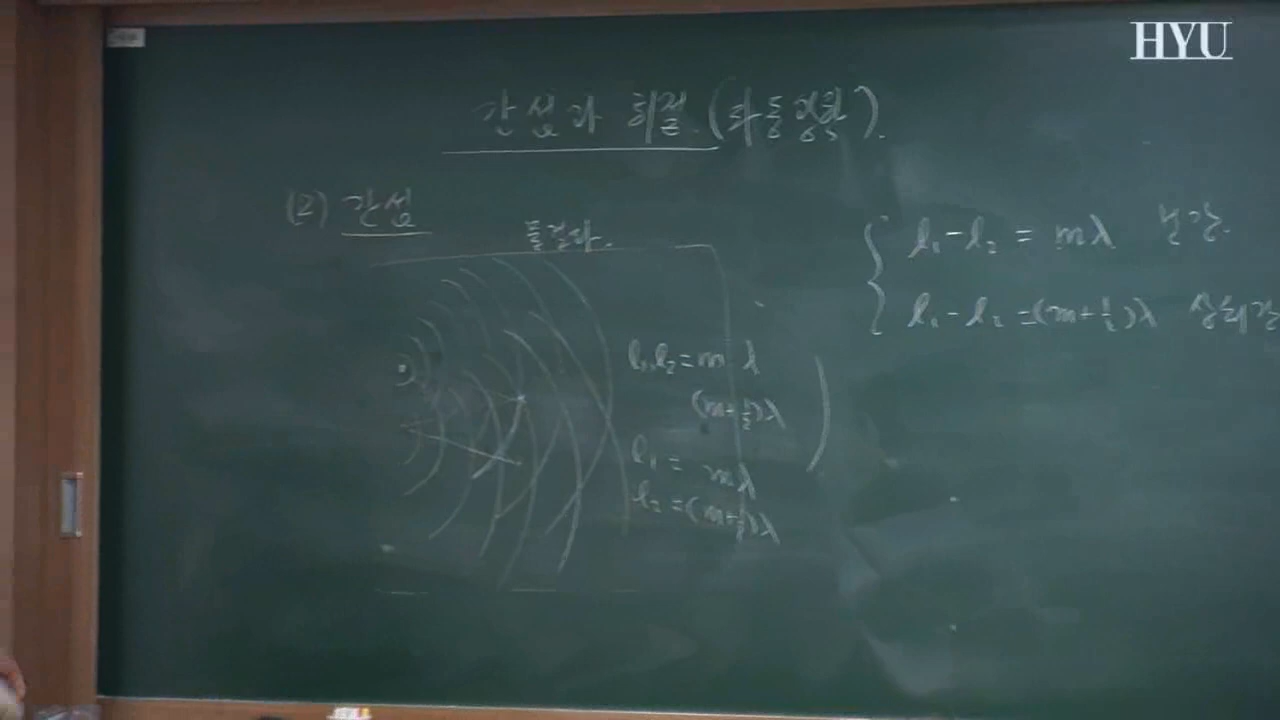 HYU
간섭과 회절 (파동광학).
(2) 간섭
물결파.
l₁-l₂ = mλ 보강.
l₁-l₂ = (m+½)λ 상쇄간
l₁, l₂ = m λ
(m+½)λ
l₁ = mλ
l₂ = (m+½)λ